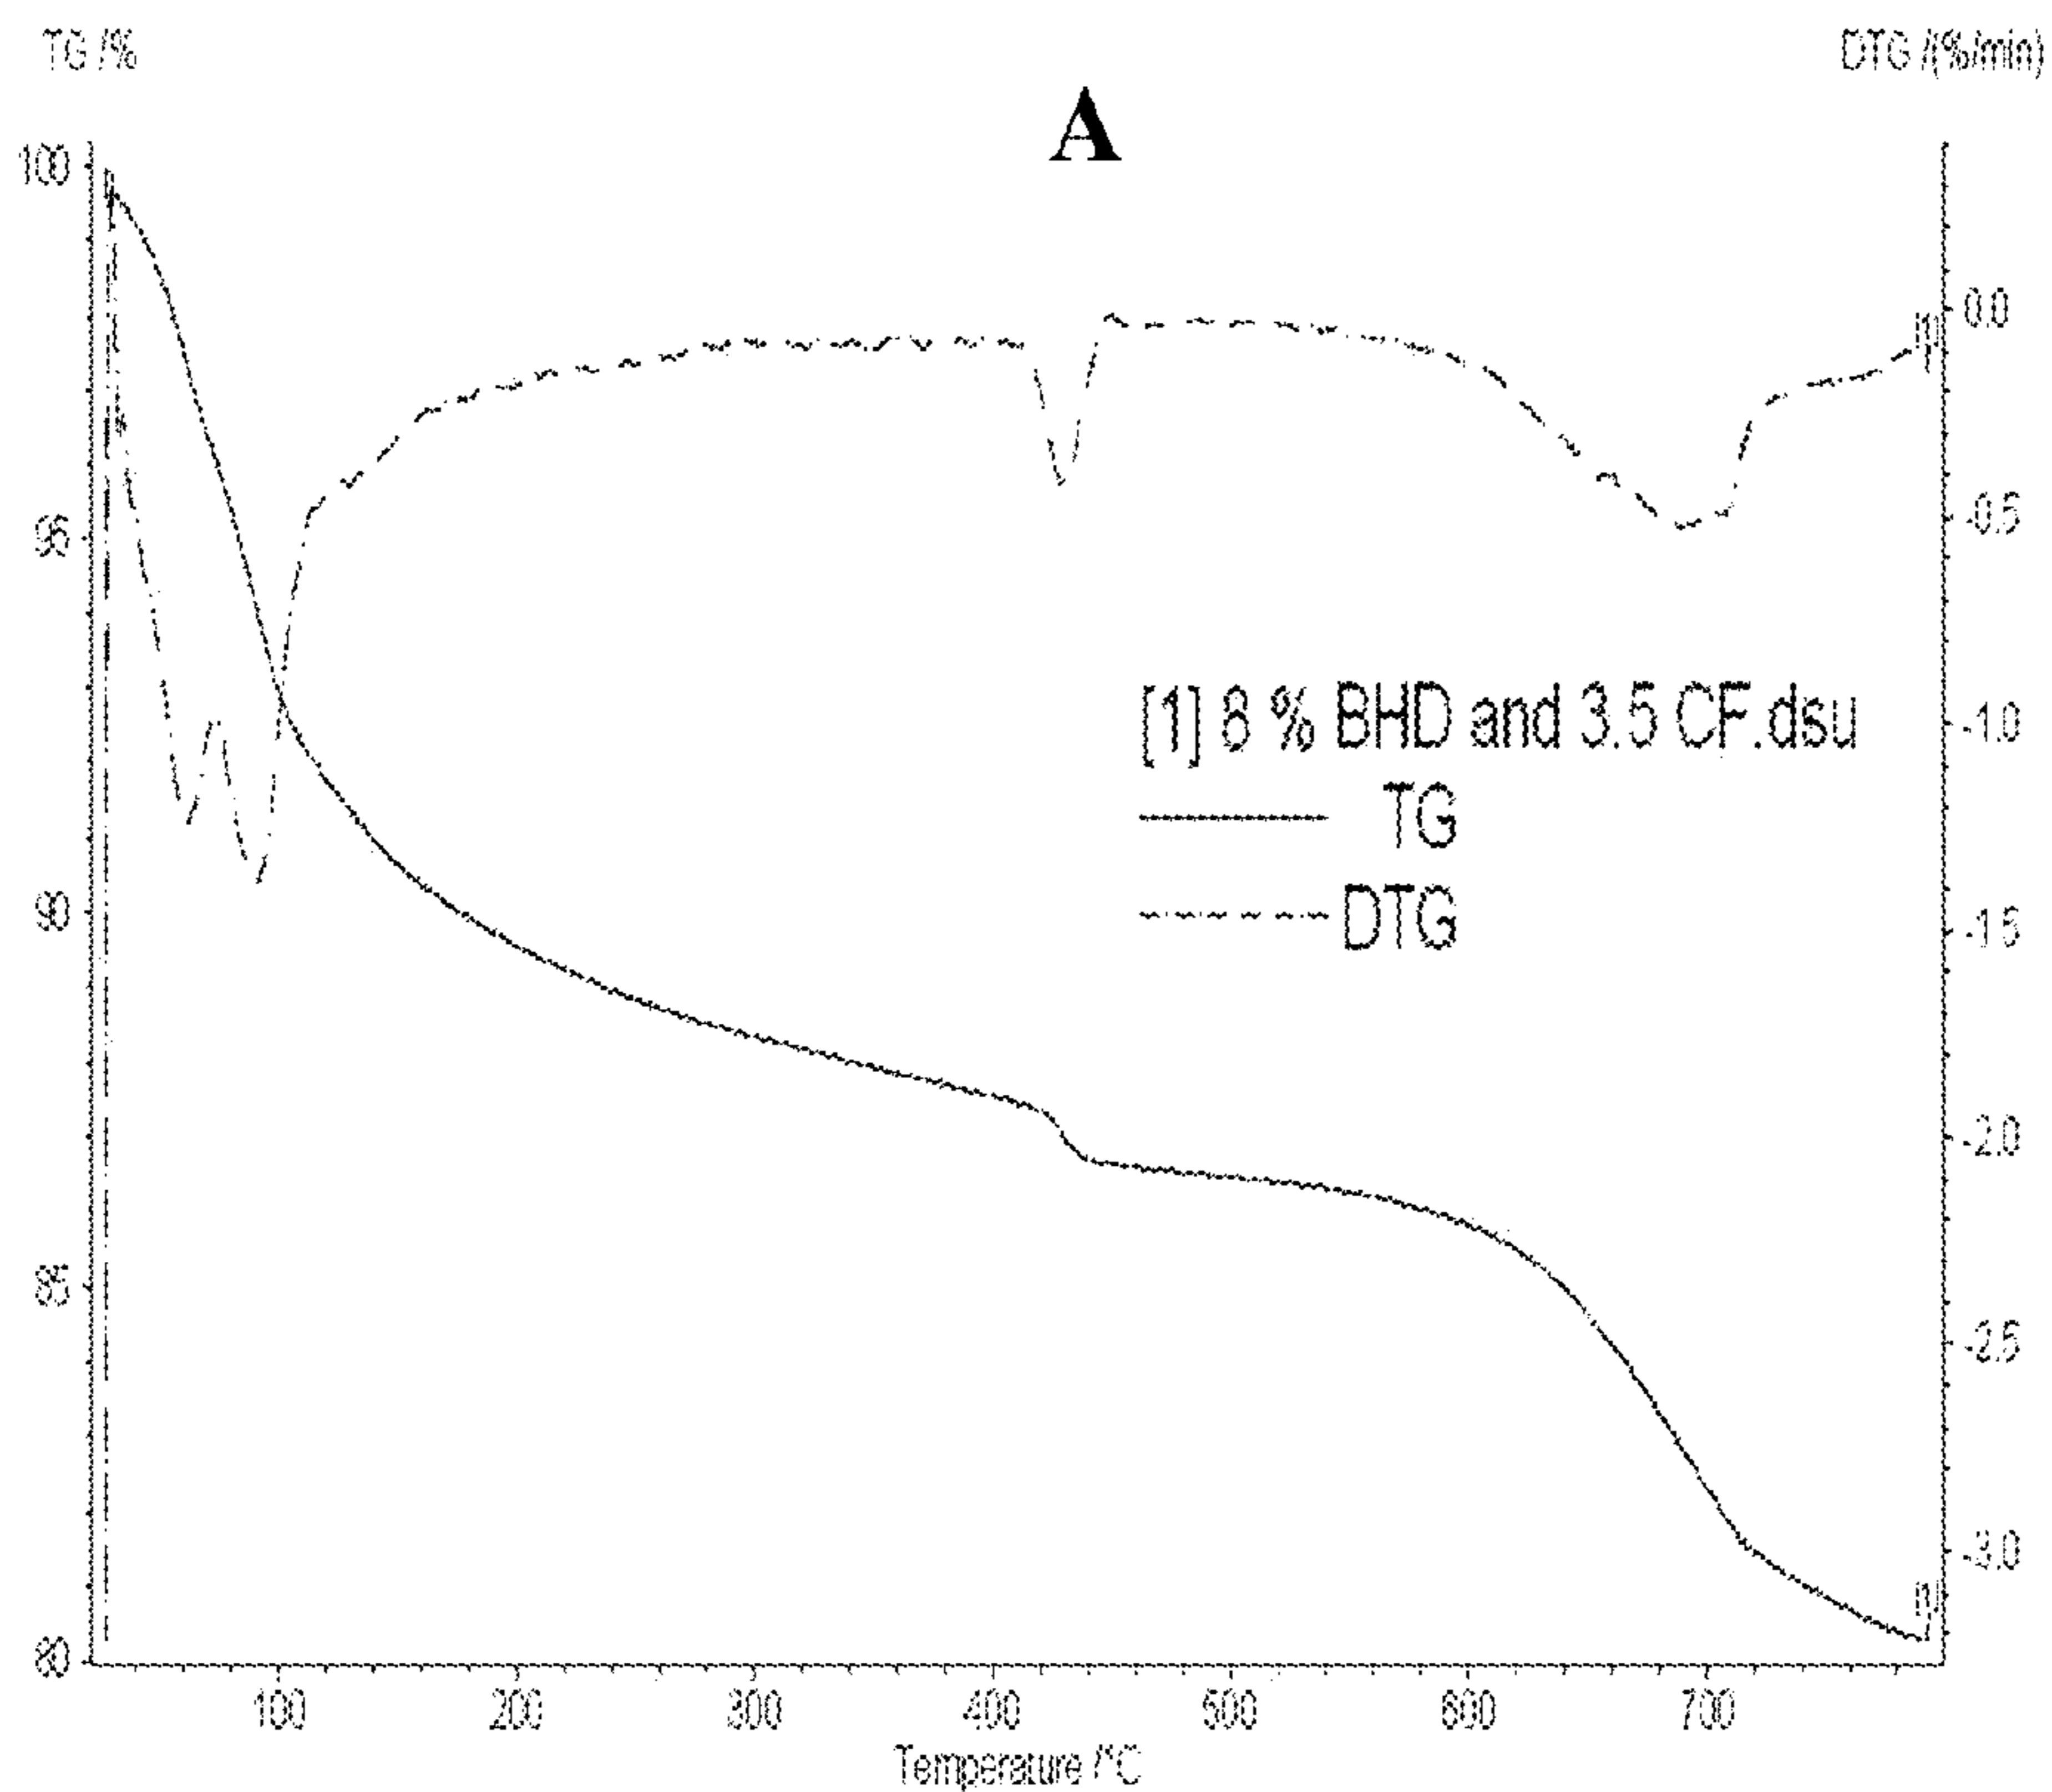 TG /%
DTG /(%/min)
A
100
95
90
85
80
0.0
-0.5
-1.0
-1.5
-2.0
-2.5
-3.0
[1]
[1] 8 % BHD and 3.5 CF.dsu
TG
DTG
[1]
100 200 300 400 500 600 700
Temperature /°C